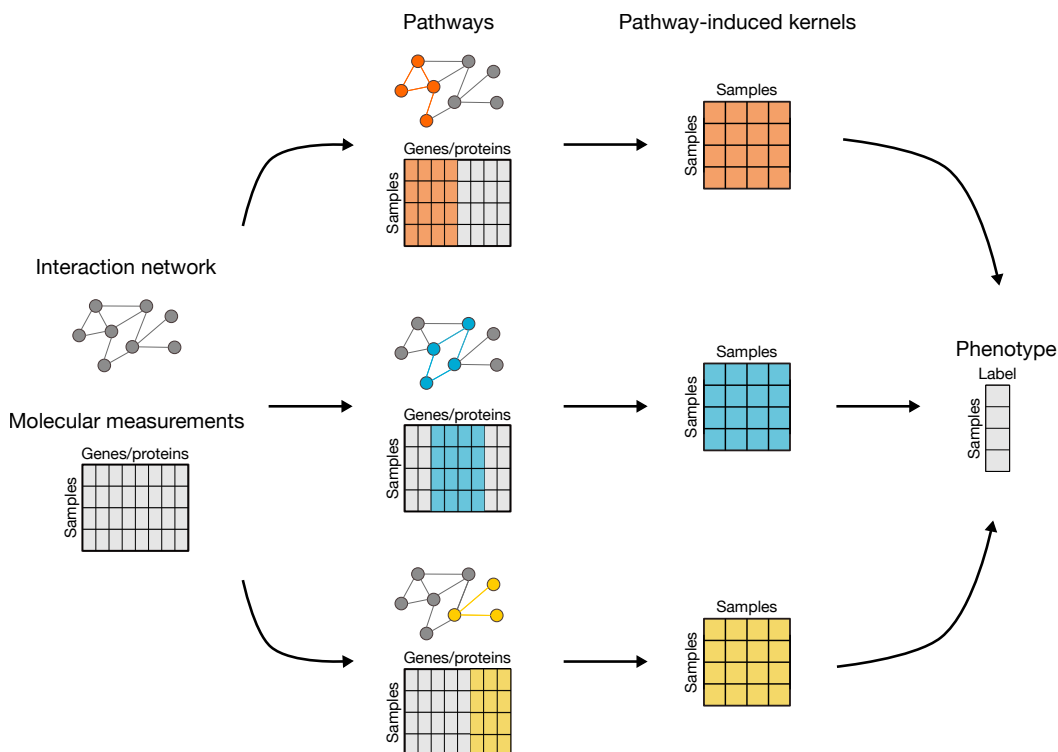 Pathways
Pathway-induced kernels
Genes/proteins
Samples
Samples
Samples
Interaction network
Molecular measurements
Genes/proteins
Samples
Genes/proteins
Samples
Samples
Samples
Phenotype
Label
Samples
Genes/proteins
Samples
Samples
Samples